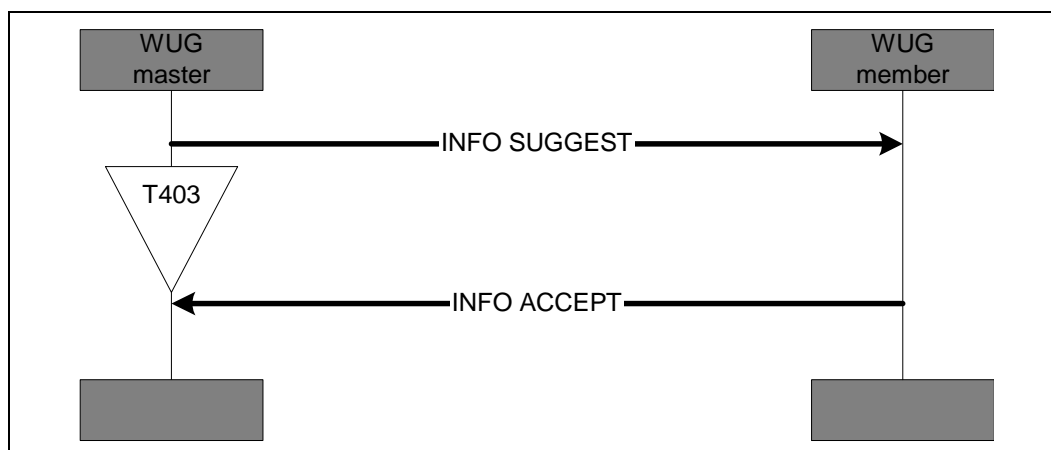 WUG
master
WUG
member
INFO SUGGEST
T403
INFO ACCEPT